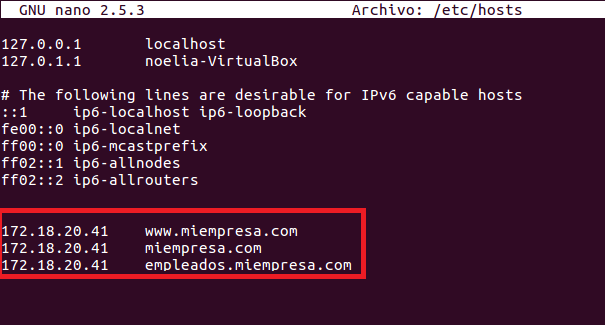 GNU nano 2.5.3 Archivo: /etc/hosts
127.0.0.1 localhost
127.0.1.1 noelia-VirtualBox
# The following lines are desirable for IPv6 capable hosts
::1 ip6-localhost ip6-loopback
fe00::0 ip6-localnet
ff00::0 ip6-mcastprefix
ff02::1 ip6-allnodes
ff02::2 ip6-allrouters
172.18.20.41 www.miempresa.com
172.18.20.41 miempresa.com
172.18.20.41 empleados.miempresa.com